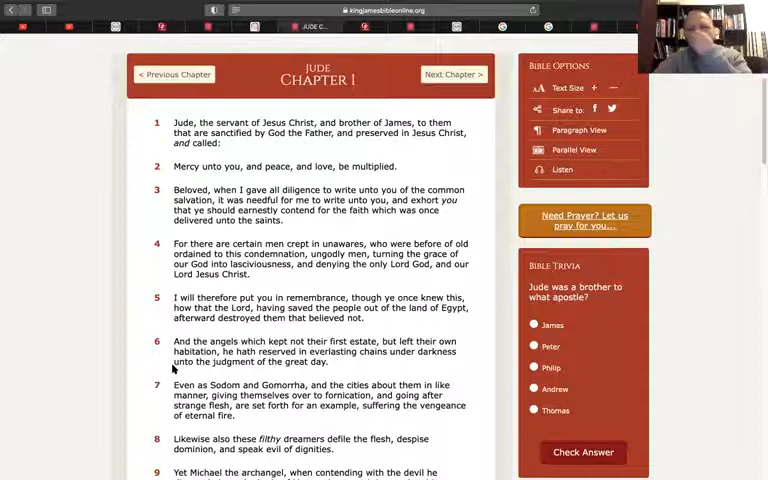 kingjamesbibleonline.org
JUDE C...
< Previous Chapter
JUDE
CHAPTER 1
Next Chapter >
1 Jude, the servant of Jesus Christ, and brother of James, to them
that are sanctified by God the Father, and preserved in Jesus Christ,
and called:
2 Mercy unto you, and peace, and love, be multiplied.
3 Beloved, when I gave all diligence to write unto you of the common
salvation, it was needful for me to write unto you, and exhort you
that ye should earnestly contend for the faith which was once
delivered unto the saints.
4 For there are certain men crept in unawares, who were before of old
ordained to this condemnation, ungodly men, turning the grace of
our God into lasciviousness, and denying the only Lord God, and our
Lord Jesus Christ.
5 I will therefore put you in remembrance, though ye once knew this,
how that the Lord, having saved the people out of the land of Egypt,
afterward destroyed them that believed not.
6 And the angels which kept not their first estate, but left their own
habitation, he hath reserved in everlasting chains under darkness
unto the judgment of the great day.
7 Even as Sodom and Gomorrha, and the cities about them in like
manner, giving themselves over to fornication, and going after
strange flesh, are set forth for an example, suffering the vengeance
of eternal fire.
8 Likewise also these filthy dreamers defile the flesh, despise
dominion, and speak evil of dignities.
9 Yet Michael the archangel, when contending with the devil he
BIBLE OPTIONS
AA Text Size + −
Share to:
Paragraph View
Parallel View
Listen
Need Prayer? Let us
pray for you...
BIBLE TRIVIA
Jude was a brother to
what apostle?
James
Peter
Philip
Andrew
Thomas
Check Answer